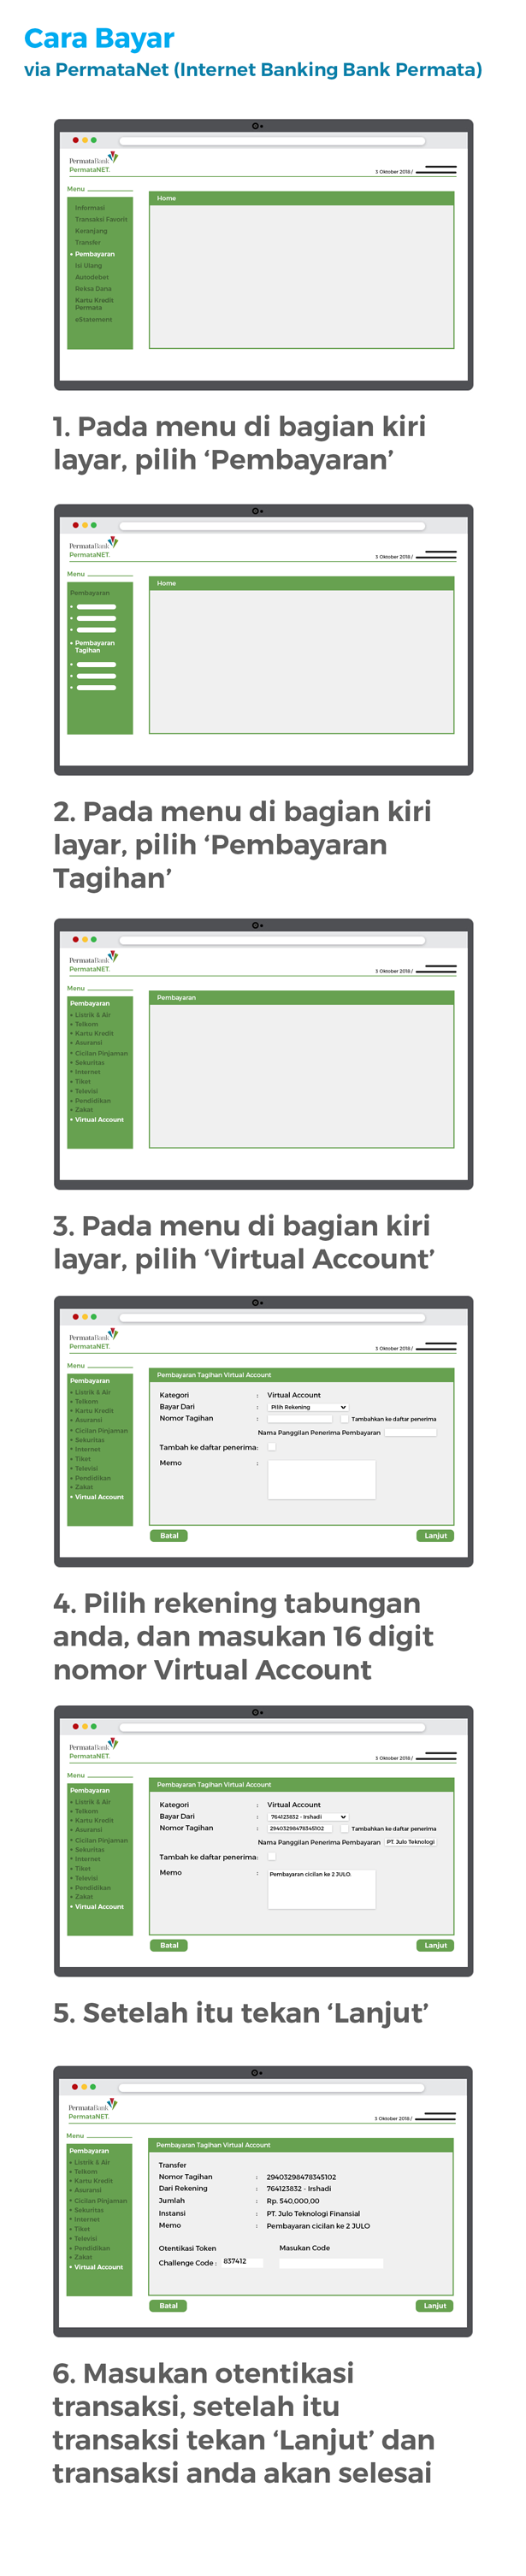 Cara Bayar
via PermataNet (Internet Banking Bank Permata)
PermataBank
PermataNET.
3 Oktober 2018 /
Menu
Home
Informasi
Transaksi Favorit
Keranjang
Transfer
• Pembayaran
Isi Ulang
Autodebet
Reksa Dana
Kartu Kredit
Permata
eStatement
1. Pada menu di bagian kiri
layar, pilih ‘Pembayaran’
PermataBank
PermataNET.
3 Oktober 2018 /
Menu
Home
Pembayaran
• Pembayaran
Tagihan
2. Pada menu di bagian kiri
layar, pilih ‘Pembayaran
Tagihan’
PermataBank
PermataNET.
3 Oktober 2018 /
Menu
Pembayaran
Pembayaran
• Listrik & Air
• Telkom
• Kartu Kredit
• Asuransi
• Cicilan Pinjaman
• Sekuritas
• Internet
• Tiket
• Televisi
• Pendidikan
• Zakat
• Virtual Account
3. Pada menu di bagian kiri
layar, pilih ‘Virtual Account’
PermataBank
PermataNET.
3 Oktober 2018 /
Menu
Pembayaran
• Listrik & Air
• Telkom
• Kartu Kredit
• Asuransi
• Cicilan Pinjaman
• Sekuritas
• Internet
• Tiket
• Televisi
• Pendidikan
• Zakat
• Virtual Account
Pembayaran Tagihan Virtual Account
Kategori : Virtual Account
Bayar Dari : Pilih Rekening
Nomor Tagihan : Tambahkan ke daftar penerima
Nama Panggilan Penerima Pembayaran
Tambah ke daftar penerima:
Memo :
Batal Lanjut
4. Pilih rekening tabungan
anda, dan masukan 16 digit
nomor Virtual Account
PermataBank
PermataNET.
3 Oktober 2018 /
Menu
Pembayaran
• Listrik & Air
• Telkom
• Kartu Kredit
• Asuransi
• Cicilan Pinjaman
• Sekuritas
• Internet
• Tiket
• Televisi
• Pendidikan
• Zakat
• Virtual Account
Pembayaran Tagihan Virtual Account
Kategori : Virtual Account
Bayar Dari : 764123832 - Irshadi
Nomor Tagihan : 29403298478345102 Tambahkan ke daftar penerima
Nama Panggilan Penerima Pembayaran PT. Julo Teknologi
Tambah ke daftar penerima:
Memo : Pembayaran cicilan ke 2 JULO.
Batal Lanjut
5. Setelah itu tekan ‘Lanjut’
PermataBank
PermataNET.
3 Oktober 2018 /
Menu
Pembayaran
• Listrik & Air
• Telkom
• Kartu Kredit
• Asuransi
• Cicilan Pinjaman
• Sekuritas
• Internet
• Tiket
• Televisi
• Pendidikan
• Zakat
• Virtual Account
Pembayaran Tagihan Virtual Account
Transfer
Nomor Tagihan : 29403298478345102
Dari Rekening : 764123832 - Irshadi
Jumlah : Rp. 540,000,00
Instansi : PT. Julo Teknologi Finansial
Memo : Pembayaran cicilan ke 2 JULO
Otentikasi Token Masukan Code
Challenge Code : 837412
Batal Lanjut
6. Masukan otentikasi
transaksi, setelah itu
transaksi tekan ‘Lanjut’ dan
transaksi anda akan selesai